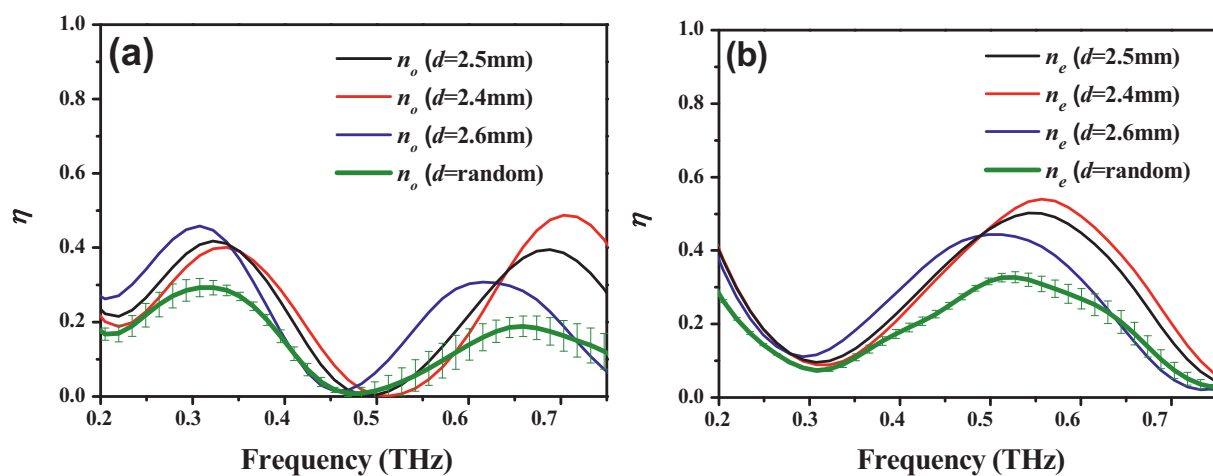 (a)
1.0
0.8
0.6
0.4
0.2
0.0
η
n_o (d=2.5mm)
n_o (d=2.4mm)
n_o (d=2.6mm)
n_o (d=random)
0.2 0.3 0.4 0.5 0.6 0.7
Frequency (THz)
(b)
1.0
0.8
0.6
0.4
0.2
0.0
η
n_e (d=2.5mm)
n_e (d=2.4mm)
n_e (d=2.6mm)
n_e (d=random)
0.2 0.3 0.4 0.5 0.6 0.7
Frequency (THz)